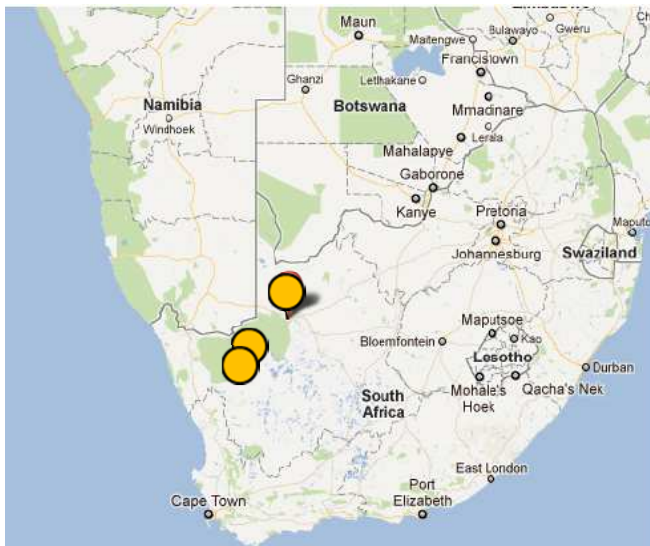 Maun
Maitengwe
Bulawayo
Gweru
Francistown
Ghanzi
Letlhakane
Namibia
Windhoek
Botswana
Mmadinare
Lerala
Mahalapye
Gaborone
Kanye
Pretoria
Johannesburg
Swaziland
Maputo
Maputsoe
Bloemfontein
Kao
Lesotho
Durban
Mohale's
Hoek
Qacha's Nek
South
Africa
East London
Port
Elizabeth
Cape Town